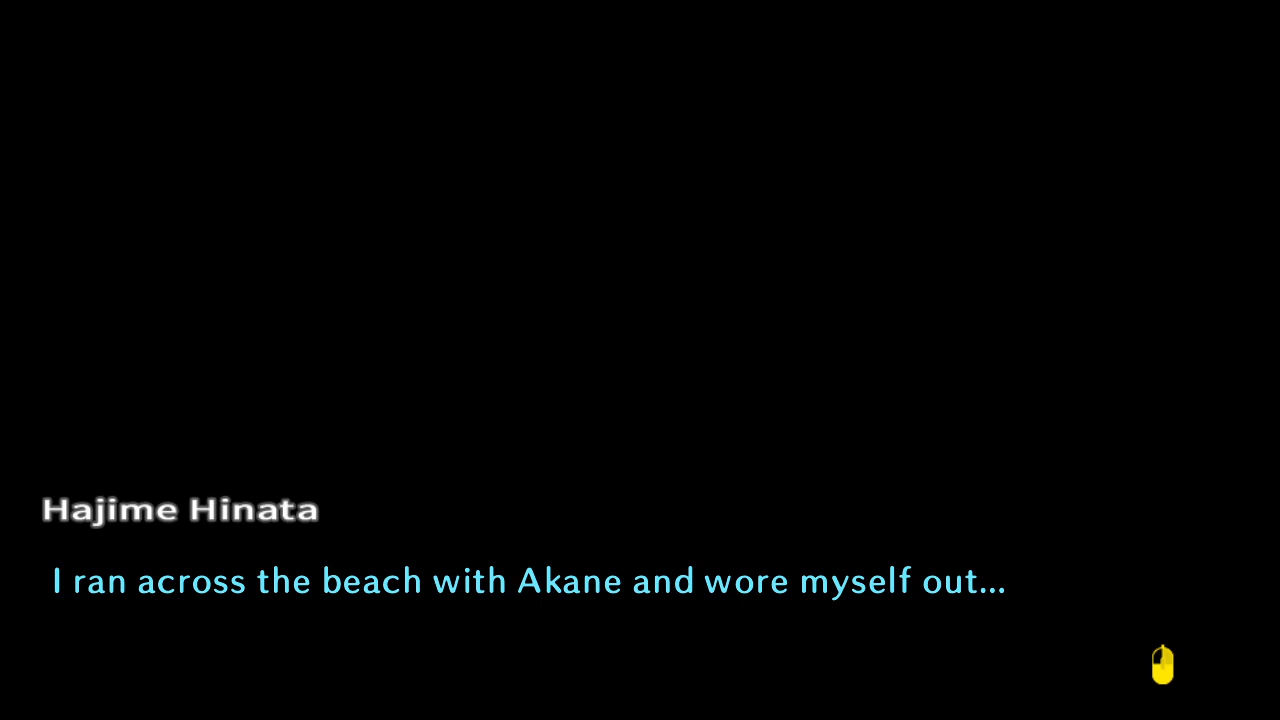 Hajime Hinata
I ran across the beach with Akane and wore myself out...